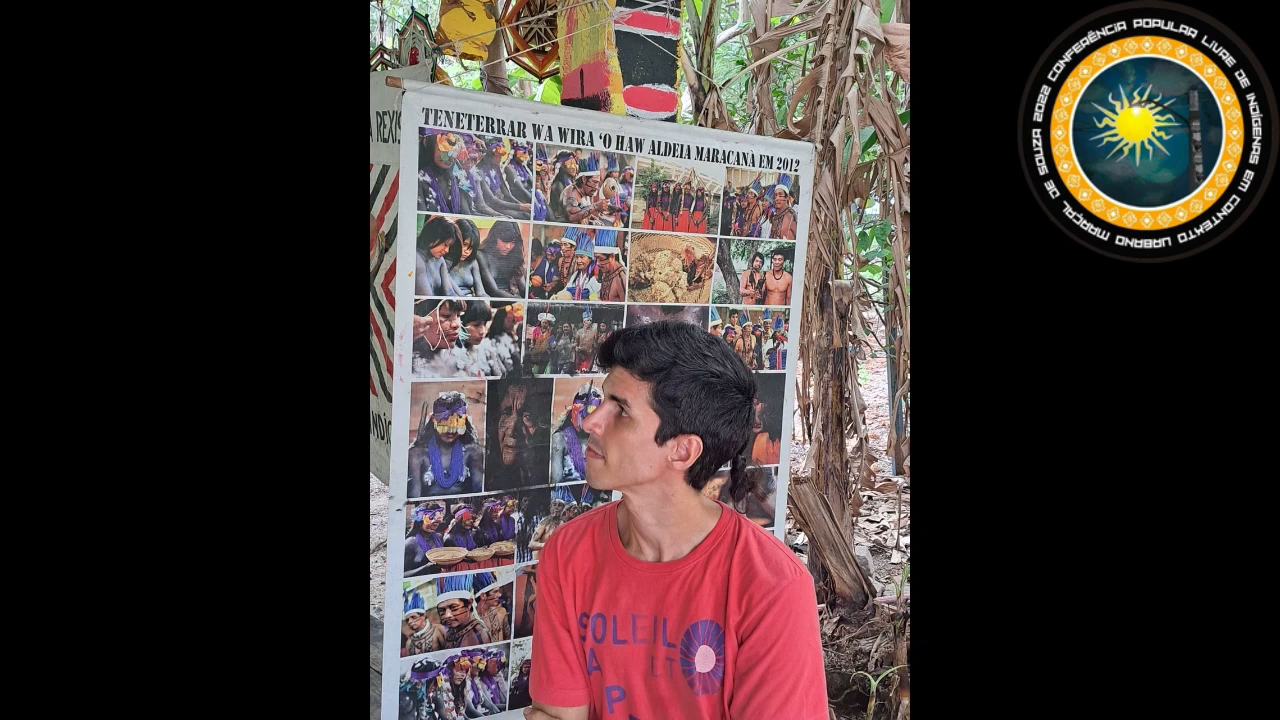 TENETERRAR WA WIRA 'O HAW ALDEIA MARACANÀ EM 2012
SOLEIL
A
P
MARÇAL DE SOUZA 2022 CONFERÊNCIA POPULAR LIVRE DE INDÍGENAS EM CONTEXTO URBANO